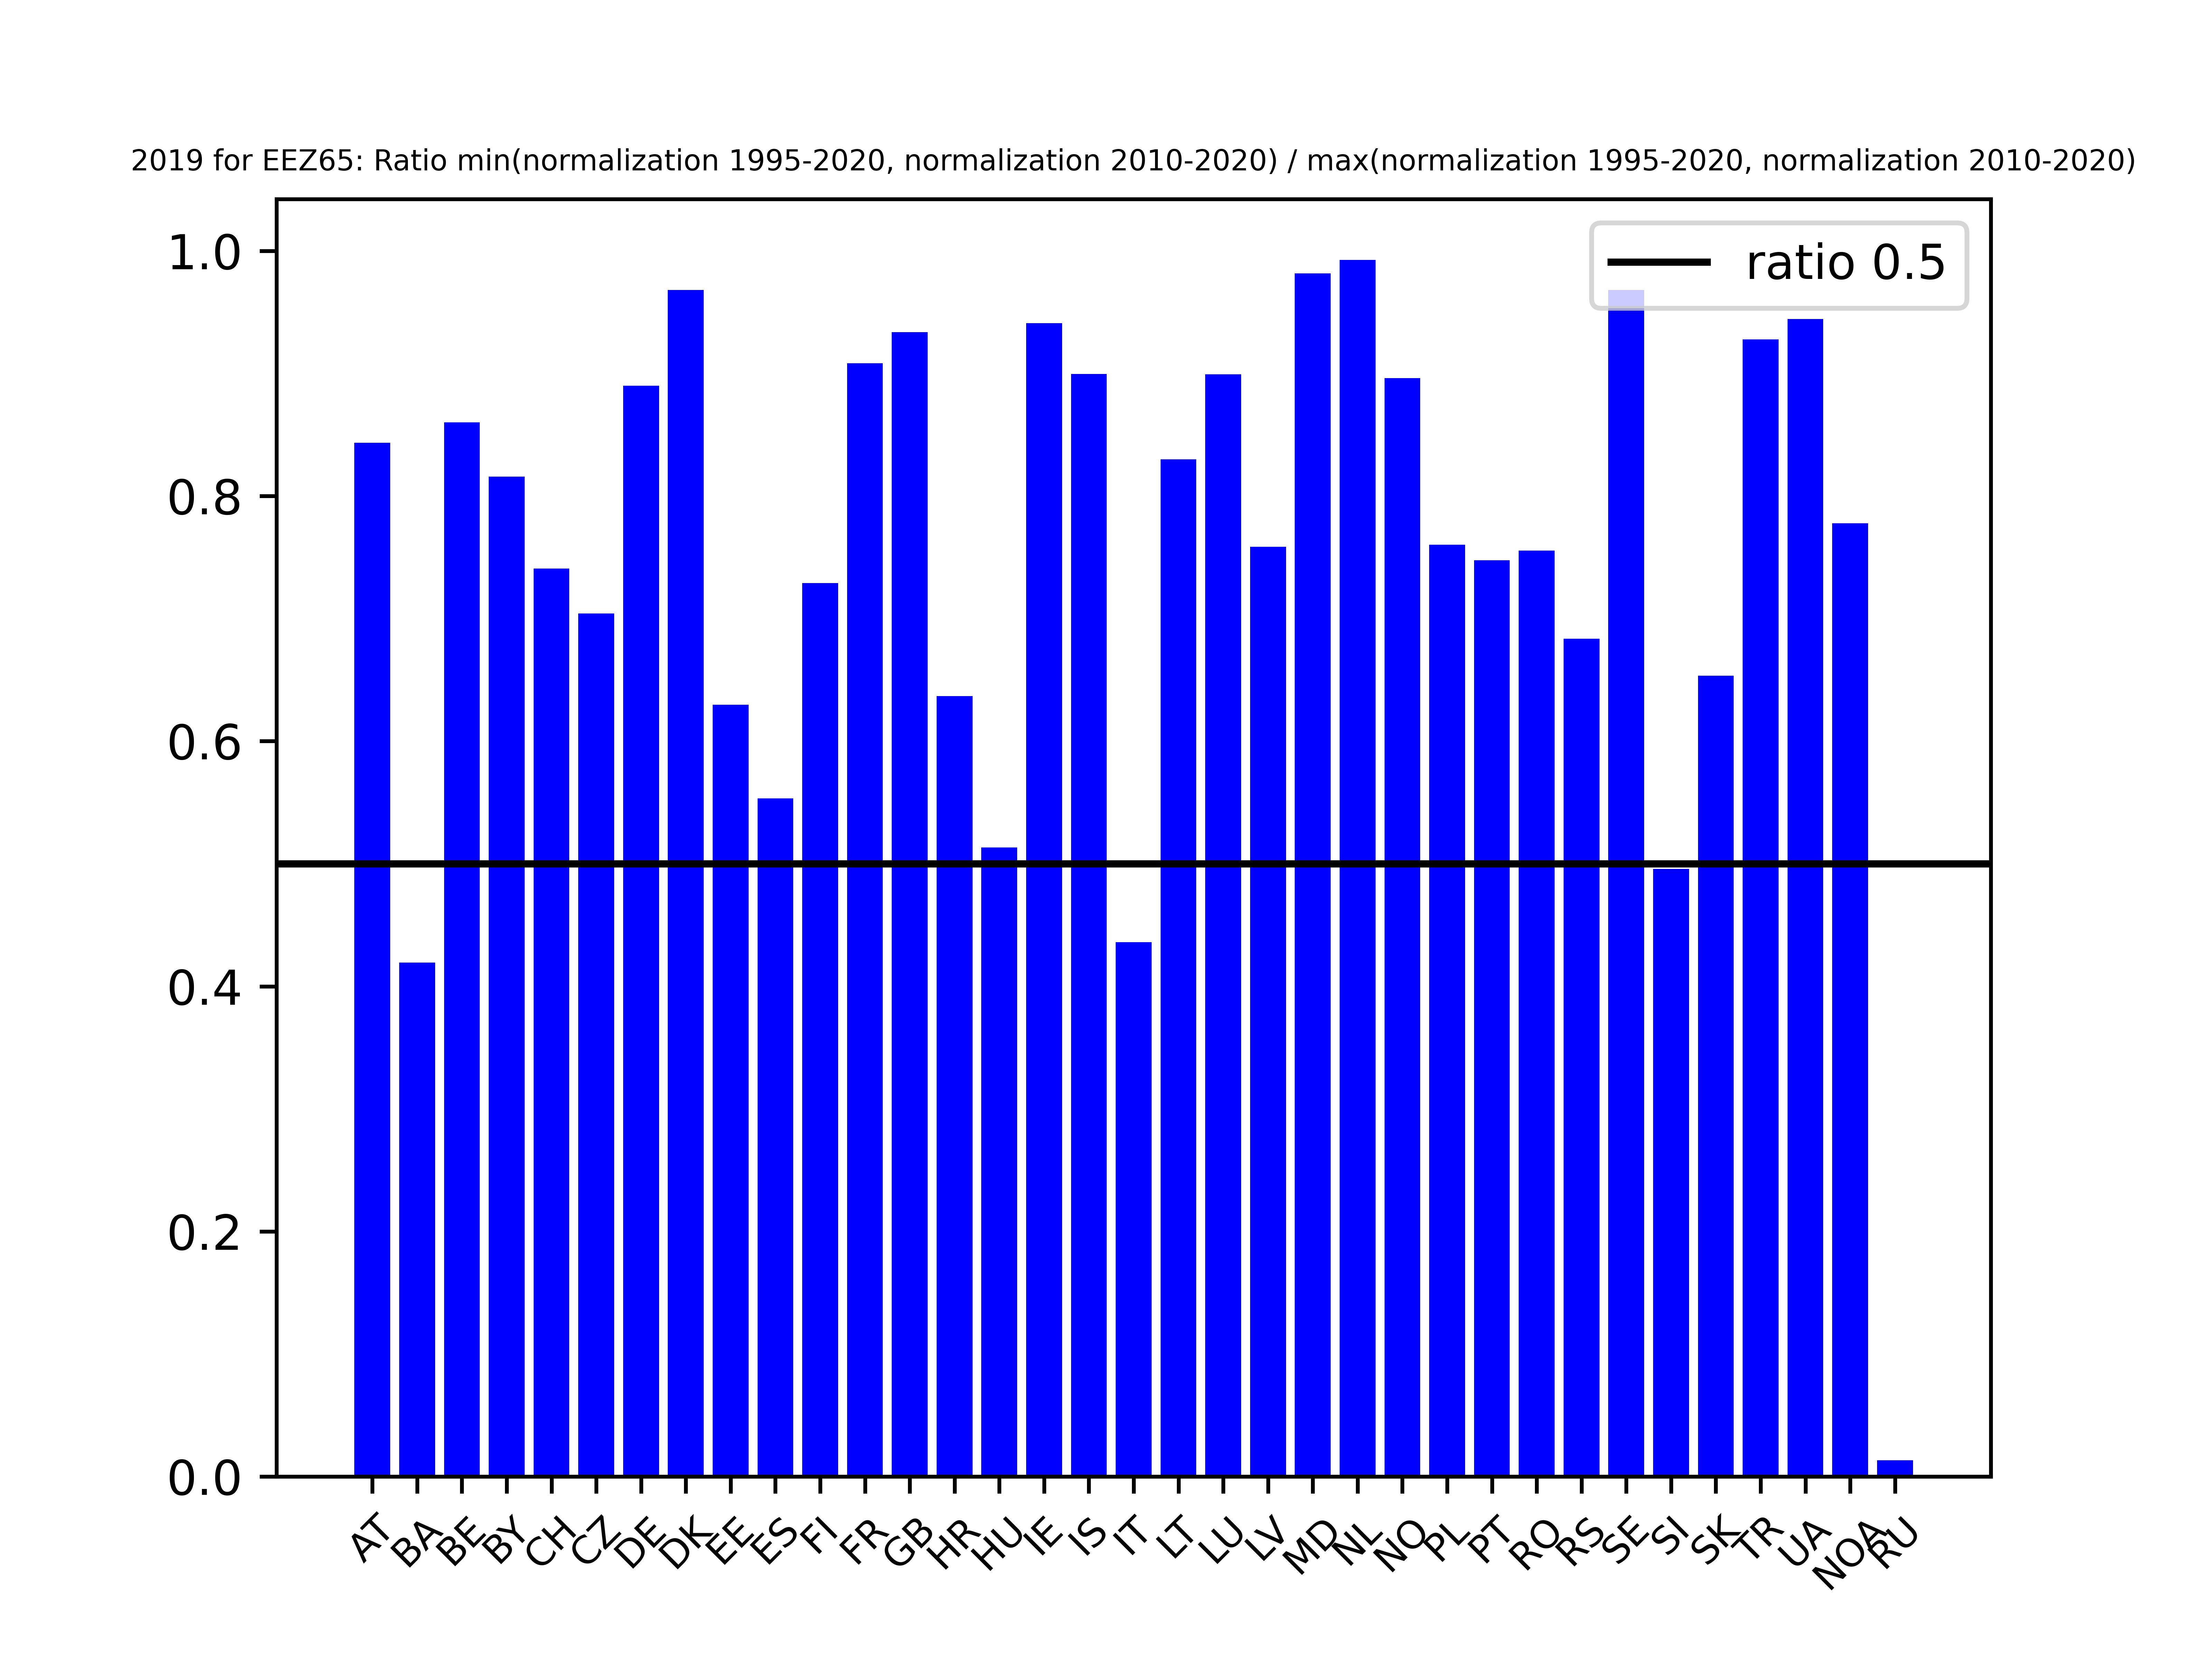 2019 for EEZ65: Ratio min(normalization 1995-2020, normalization 2010-2020) / max(normalization 1995-2020, normalization 2010-2020)
ratio 0.5
1.0
0.8
0.6
0.4
0.2
0.0
AT BA BE BY CH CZ DE DK EE ES FI FR GB HR HU IE IS IT LT LU LV MD NL NO PL PT RO RS SE SI SK TR UA NOA RU